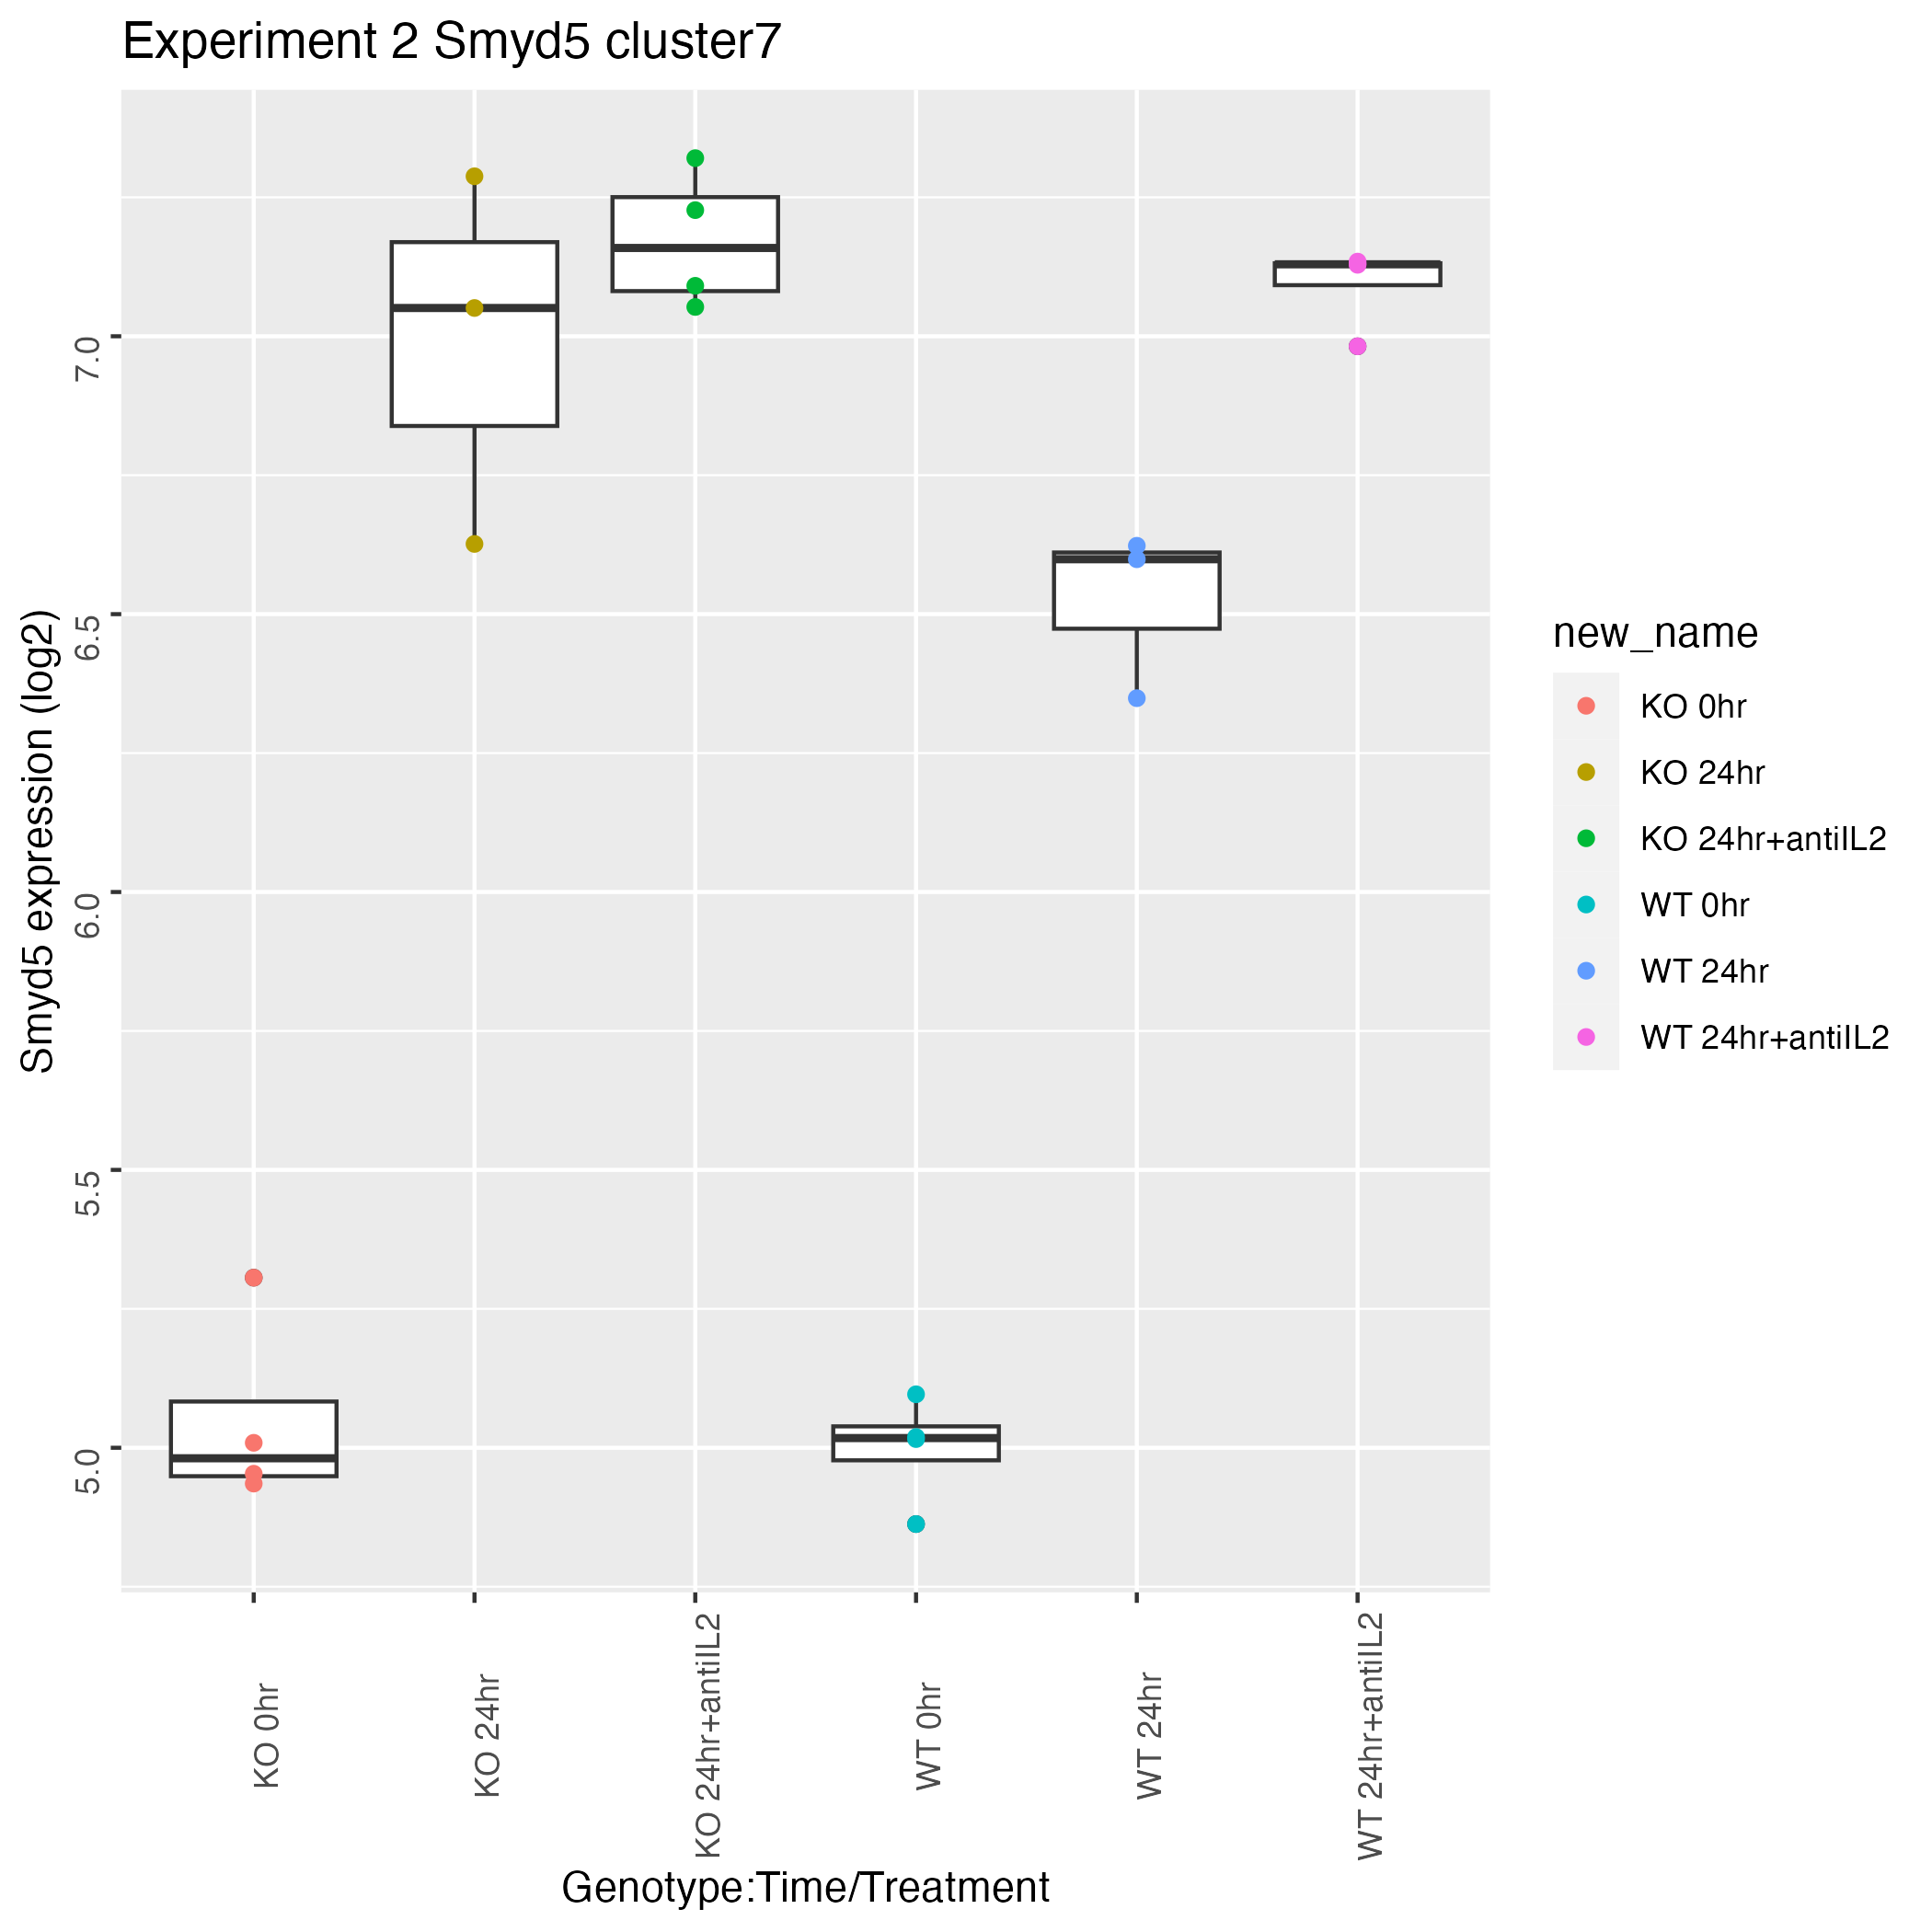 Experiment 2 Smyd5 cluster7
Smyd5 expression (log2)
7.0
6.5
6.0
5.5
5.0
KO 0hr
KO 24hr
KO 24hr+antiIL2
WT 0hr
WT 24hr
WT 24hr+antiIL2
Genotype:Time/Treatment
new_name
KO 0hr
KO 24hr
KO 24hr+antiIL2
WT 0hr
WT 24hr
WT 24hr+antiIL2